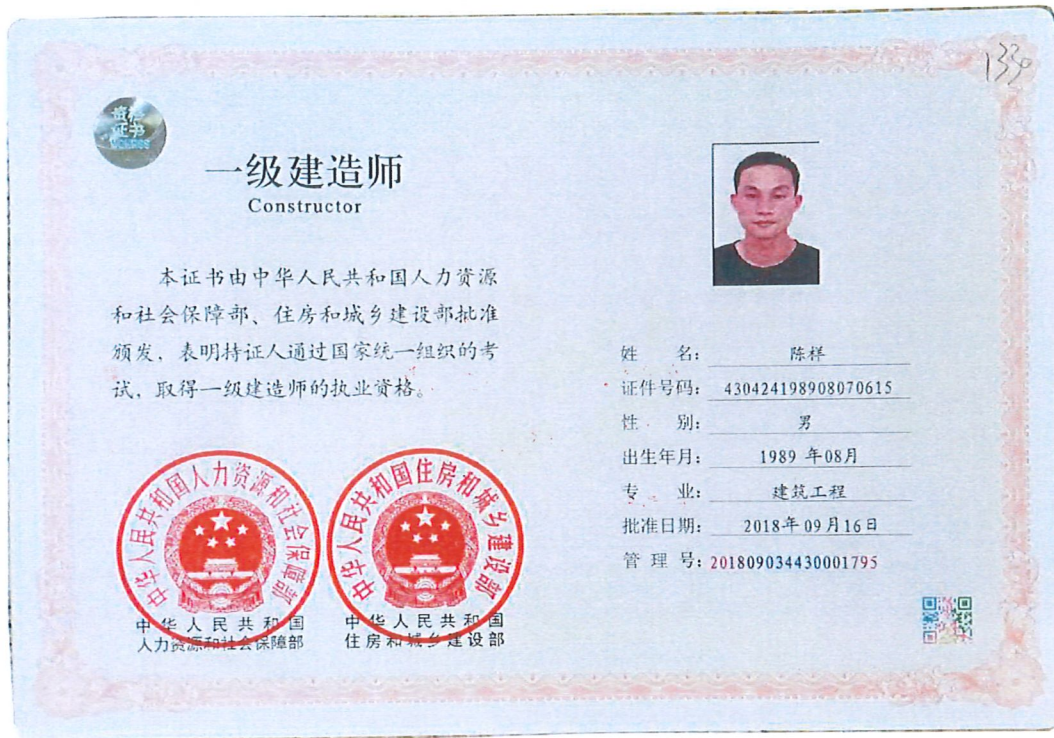 133
资格
证书
一级建造师
Constructor
本证书由中华人民共和国人力资源
和社会保障部、住房和城乡建设部批准
颁发，表明持证人通过国家统一组织的考
试，取得一级建造师的执业资格。
姓 名： 陈样
证件号码： 430424198908070615
性 别： 男
出生年月： 1989 年08月
专 业： 建筑工程
批准日期： 2018年09月16日
管 理 号： 201809034430001795
中华人民共和国人力资源和社会保障部
中华人民共和国住房和城乡建设部
中华人民共和国
人力资源和社会保障部
中华人民共和国
住房和城乡建设部